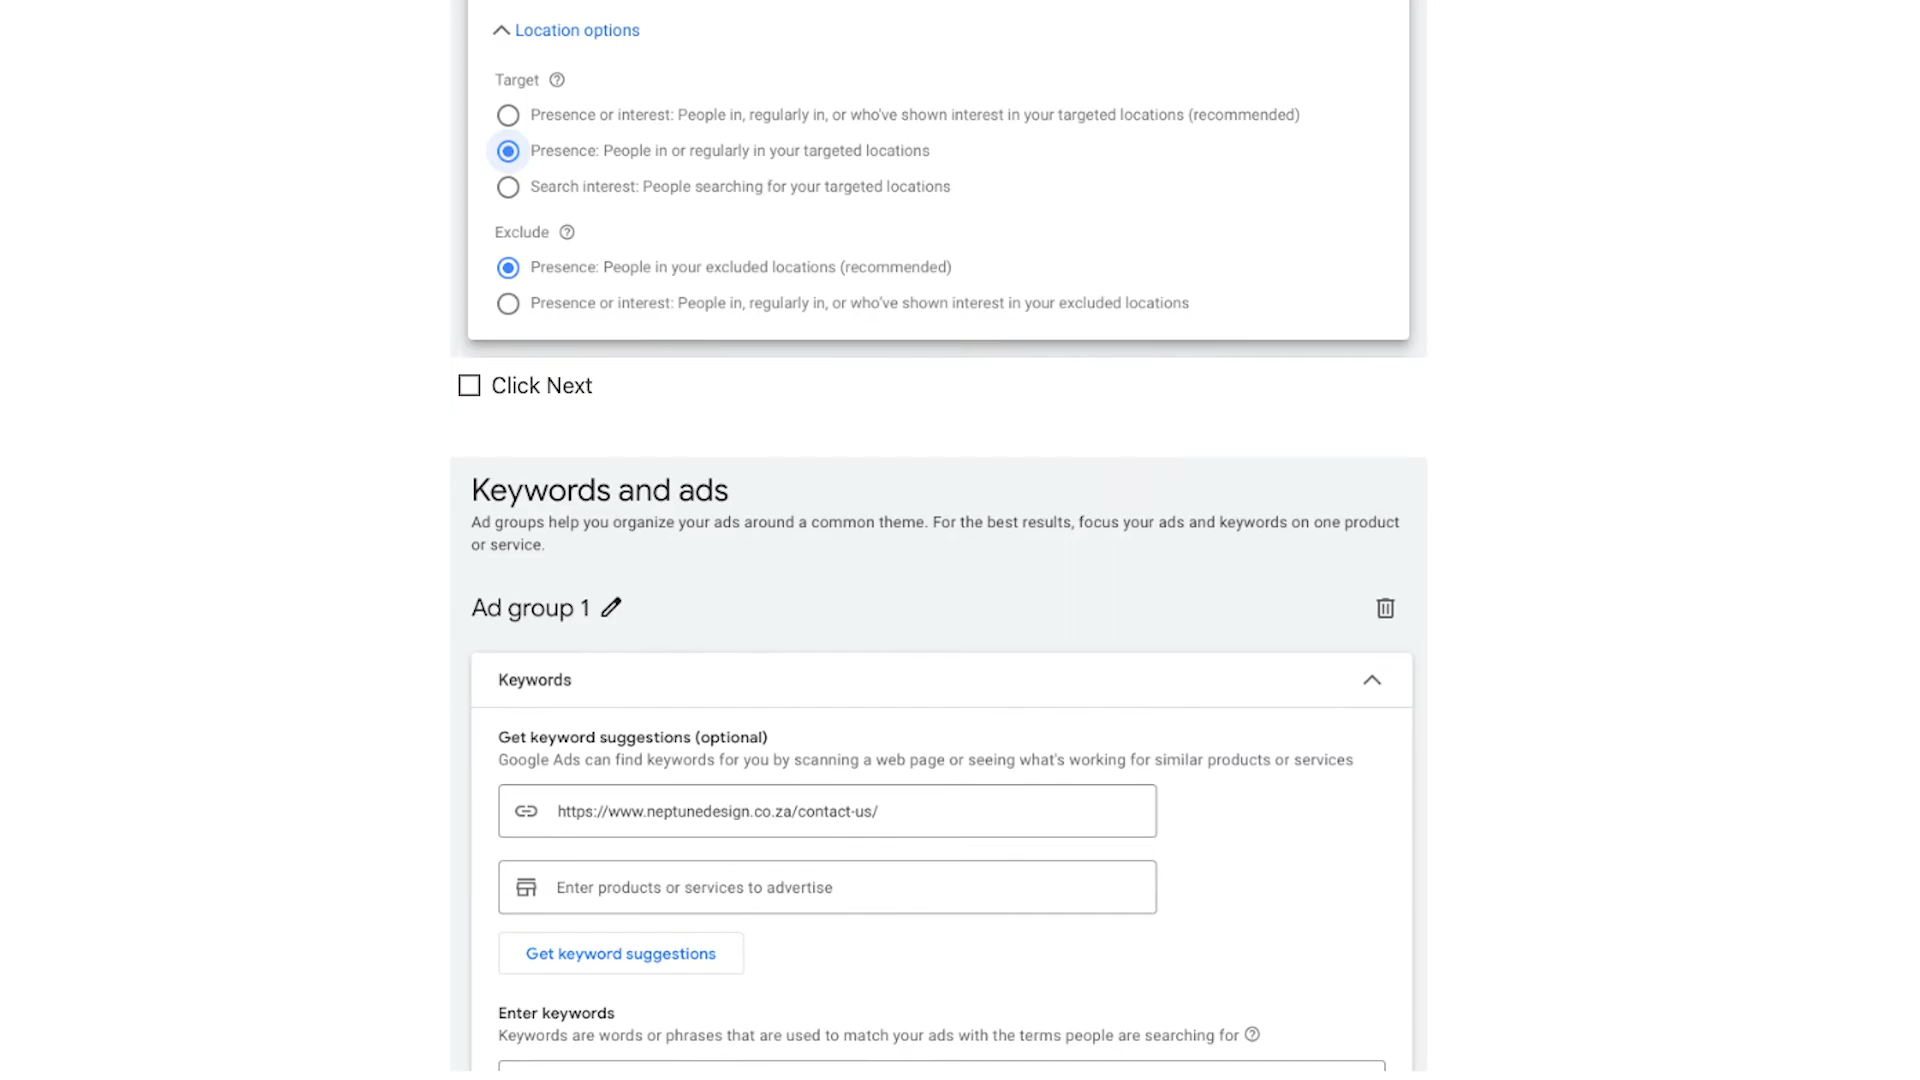 Location options
Target
Presence or interest: People in, regularly in, or who've shown interest in your targeted locations (recommended)
Presence: People in or regularly in your targeted locations
Search interest: People searching for your targeted locations
Exclude
Presence: People in your excluded locations (recommended)
Presence or interest: People in, regularly in, or who've shown interest in your excluded locations
Click Next
Keywords and ads
Ad groups help you organize your ads around a common theme. For the best results, focus your ads and keywords on one product
or service.
Ad group 1
Keywords
Get keyword suggestions (optional)
Google Ads can find keywords for you by scanning a web page or seeing what's working for similar products or services
https://www.neptunedesign.co.za/contact-us/
Enter products or services to advertise
Get keyword suggestions
Enter keywords
Keywords are words or phrases that are used to match your ads with the terms people are searching for